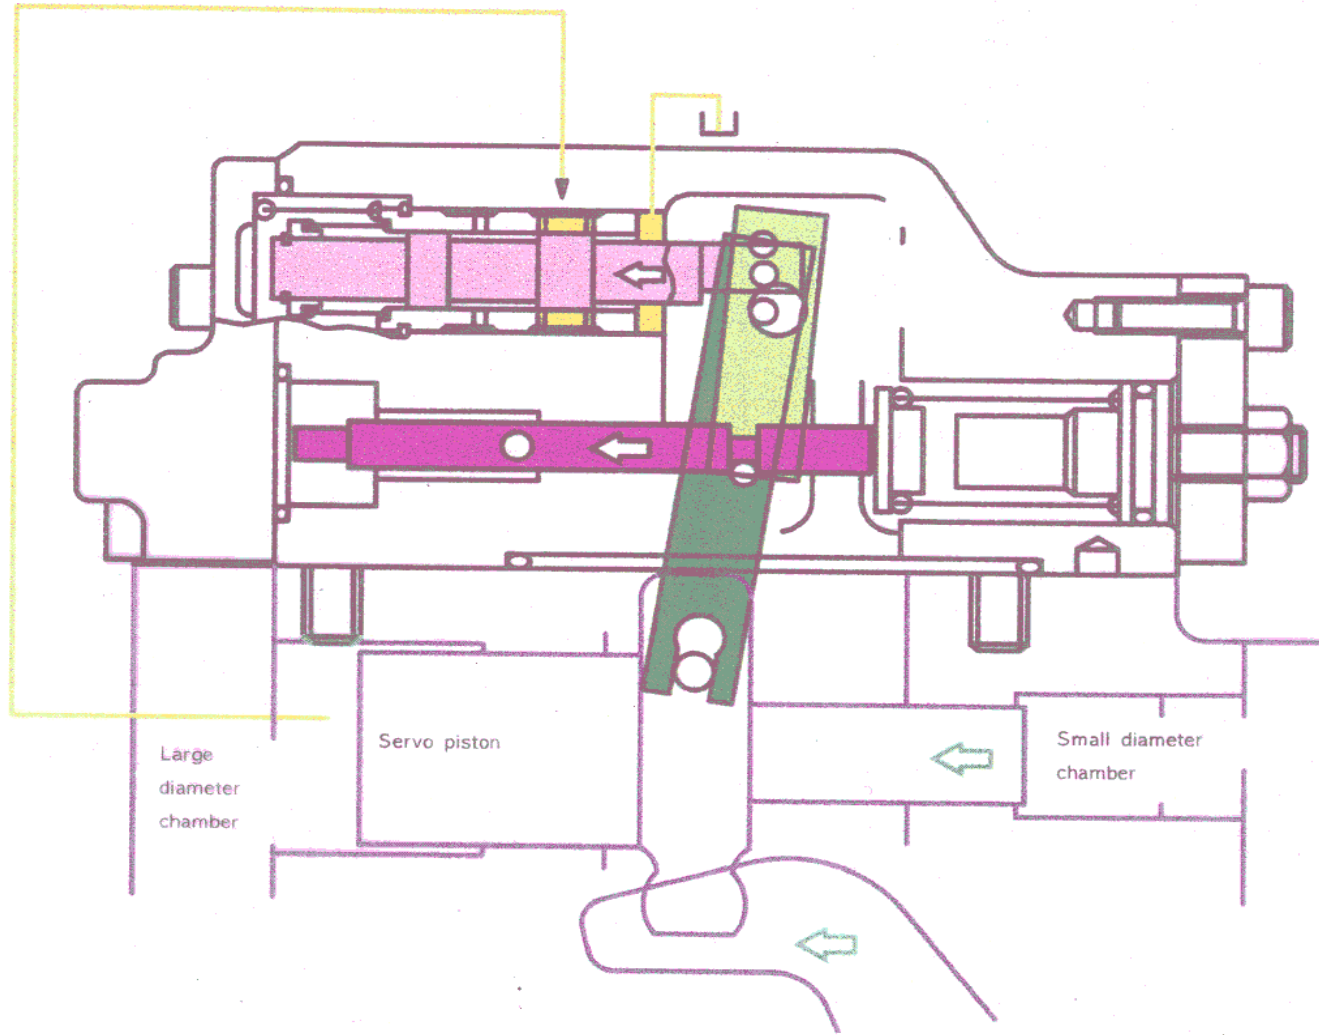 Servo piston
Small diameter
chamber
Large
diameter
chamber